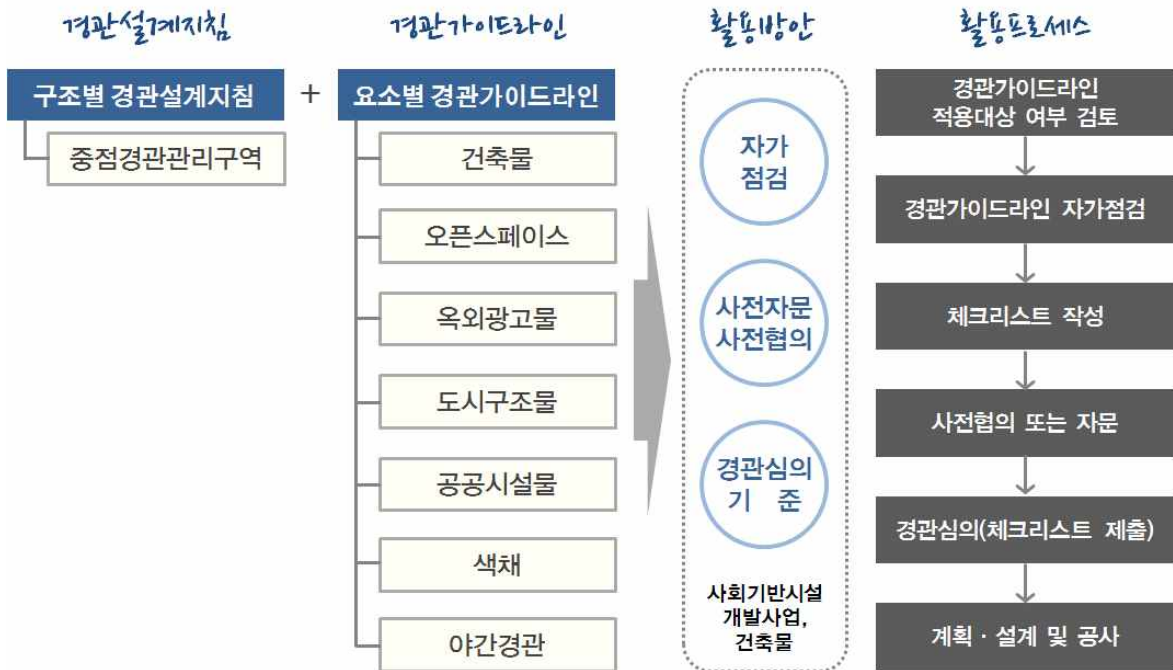 경관설계지침
경관가이드라인
활용방안
활용프로세스
구조별 경관설계지침
+
요소별 경관가이드라인
중점경관관리구역
건축물
오픈스페이스
옥외광고물
도시구조물
공공시설물
색채
야간경관
자가
점검
사전자문
사전협의
경관심의
기 준
사회기반시설
개발사업,
건축물
경관가이드라인
적용대상 여부 검토
경관가이드라인 자가점검
체크리스트 작성
사전협의 또는 자문
경관심의(체크리스트 제출)
계획 · 설계 및 공사